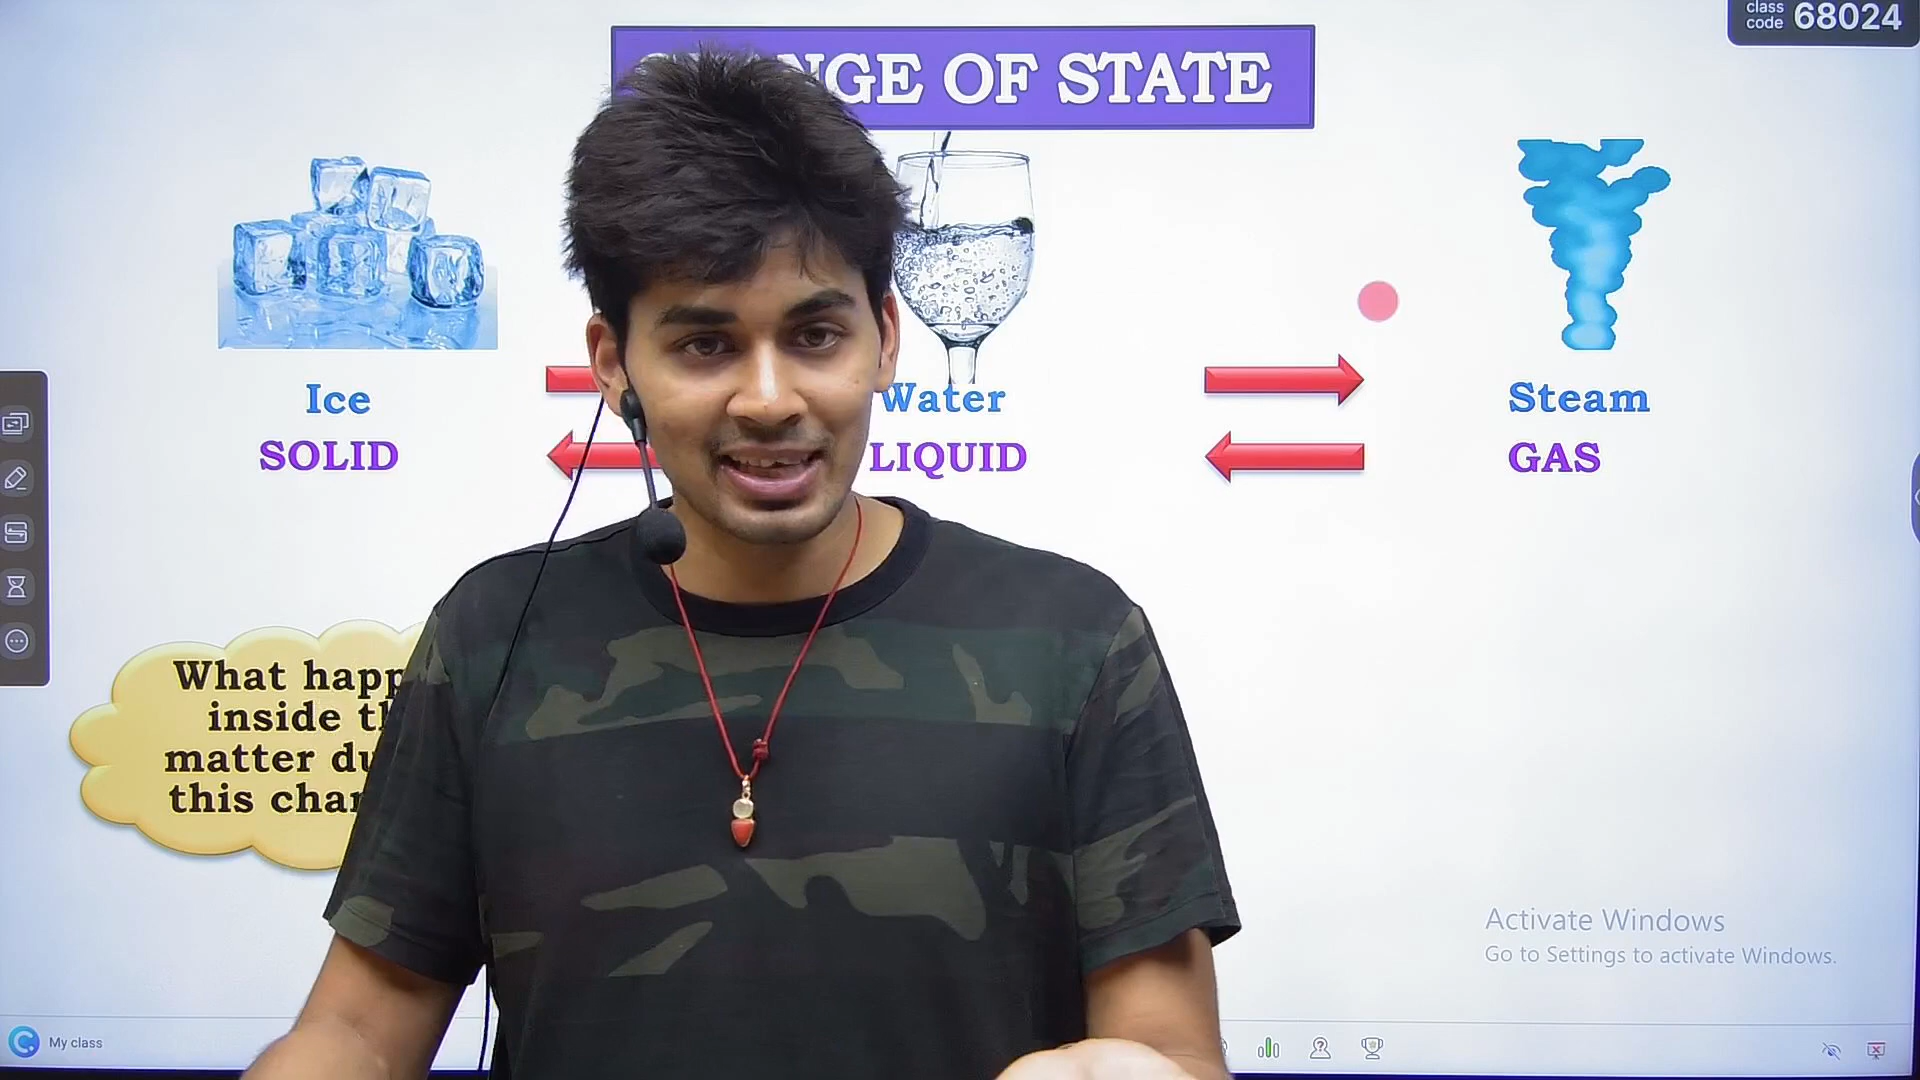 class
code 68024
NGE OF STATE
Ice
Water
Steam
SOLID
LIQUID
GAS
What happ
inside th
matter du
this chan
Activate Windows
Go to Settings to activate Windows.
My class